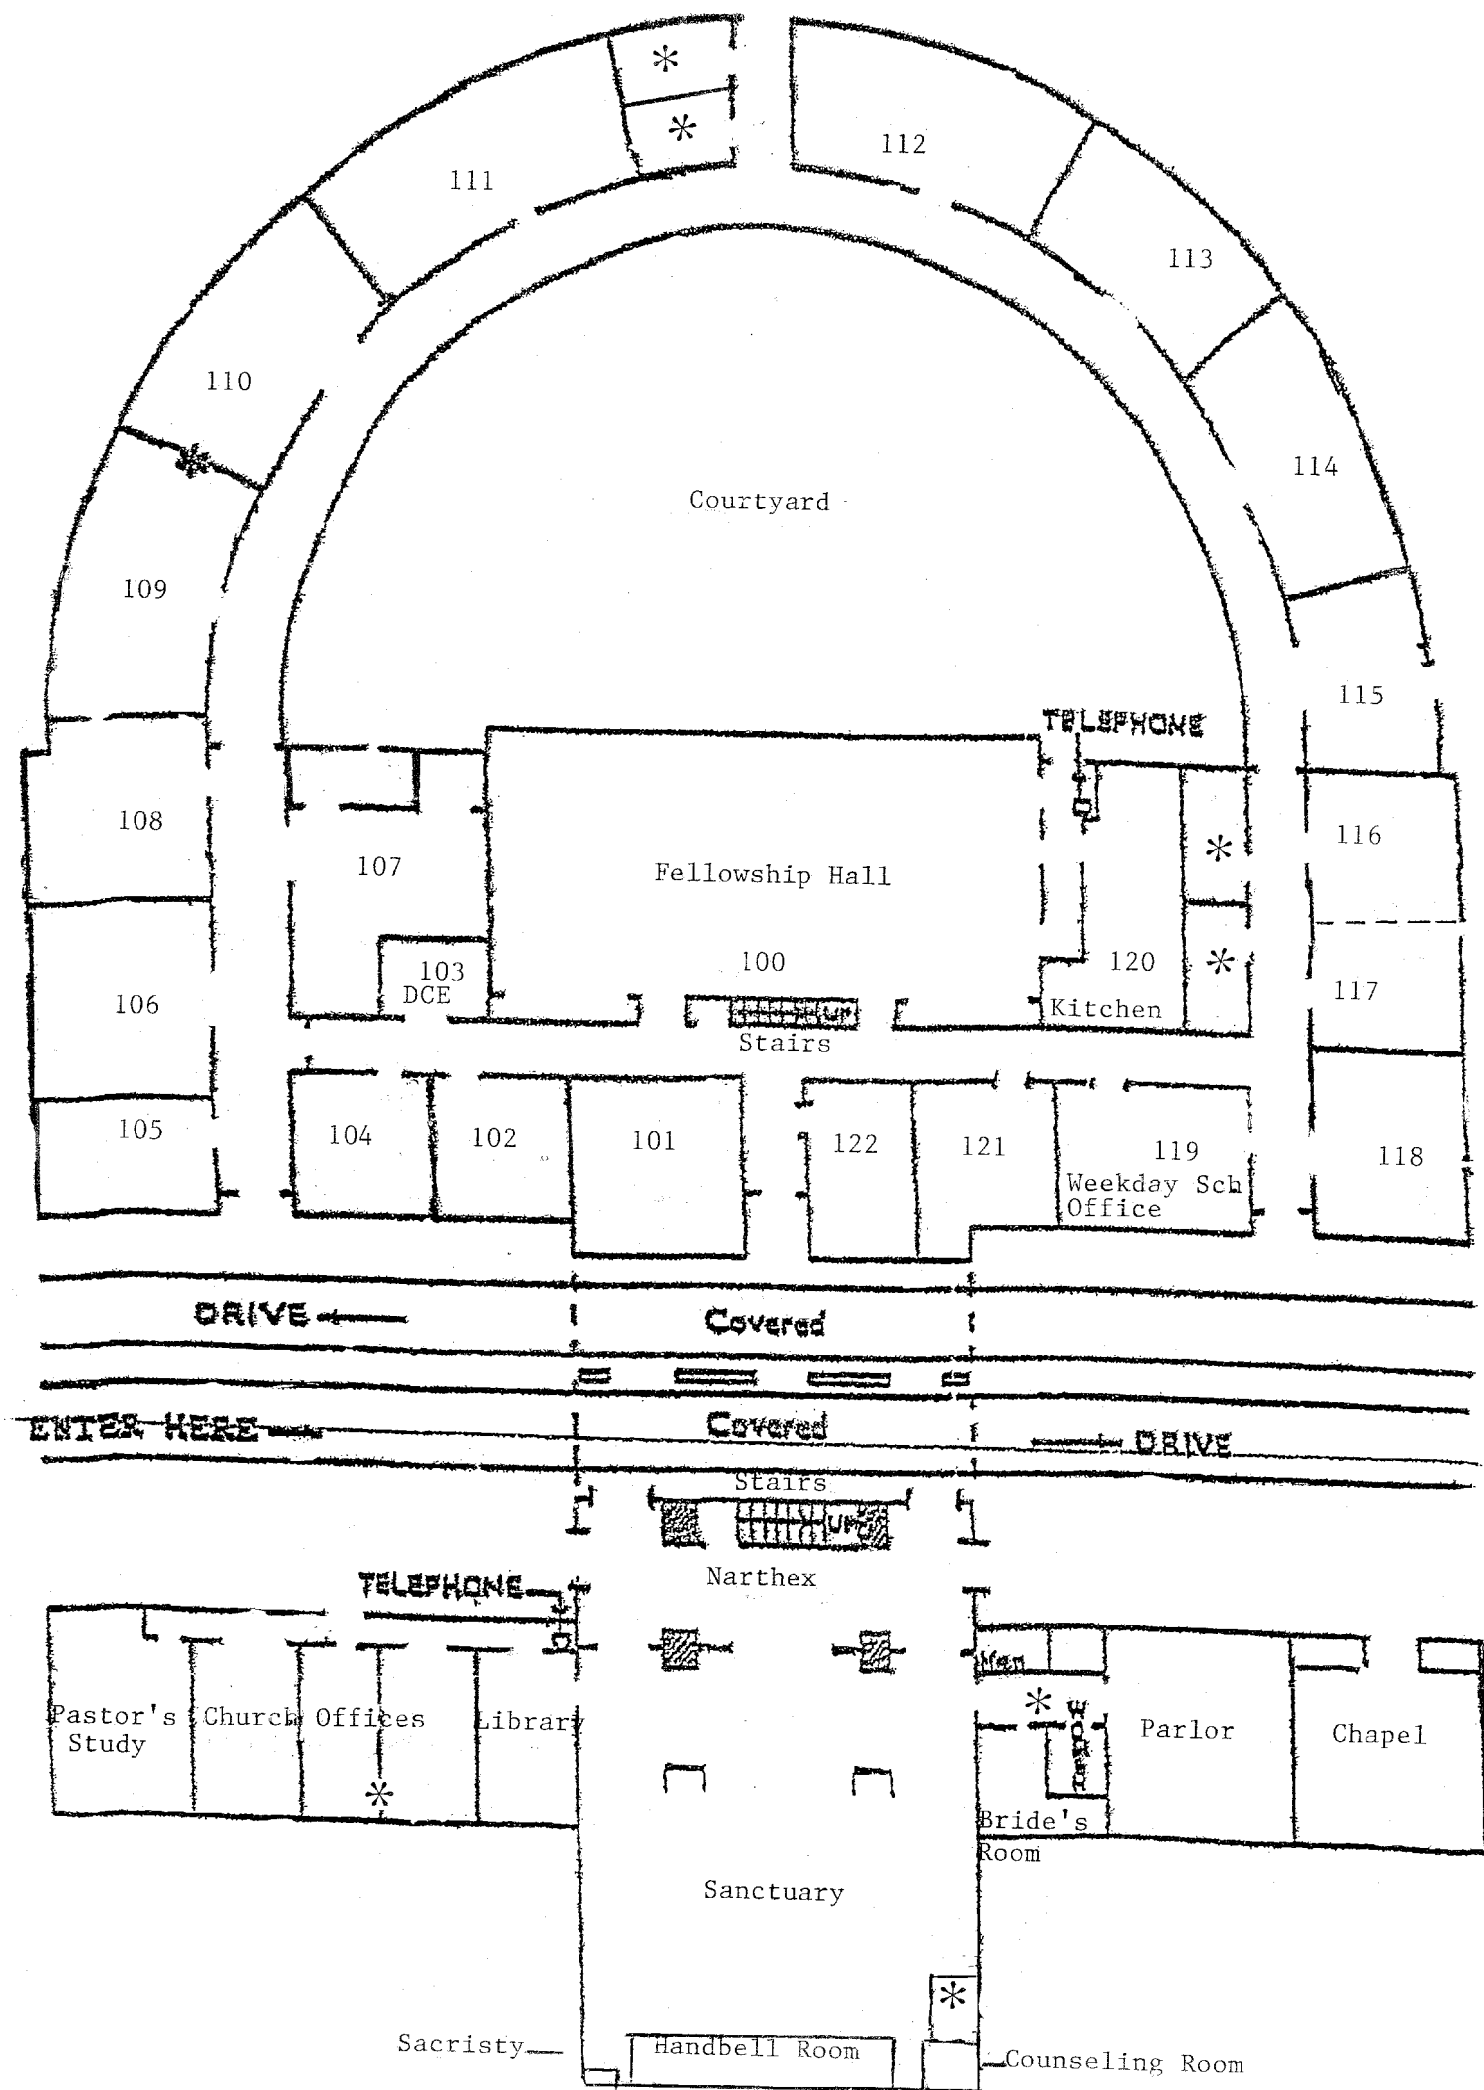 *
*
112
111
113
110
*
114
Courtyard
109
115
TELEPHONE
108
116
*
107
Fellowship Hall
103
DCE
100
120
*
106
117
Kitchen
UP
Stairs
105
104
102
101
122
121
119
118
Weekday Sch
Office
DRIVE
Covered
ENTER HERE
Covered
DRIVE
Stairs
UP
Narthex
TELEPHONE
Men
*
Pastor's
Study
Church Offices
Library
Parlor
Chapel
*
Bride's
Room
Sanctuary
*
Sacristy
Handbell Room
Counseling Room